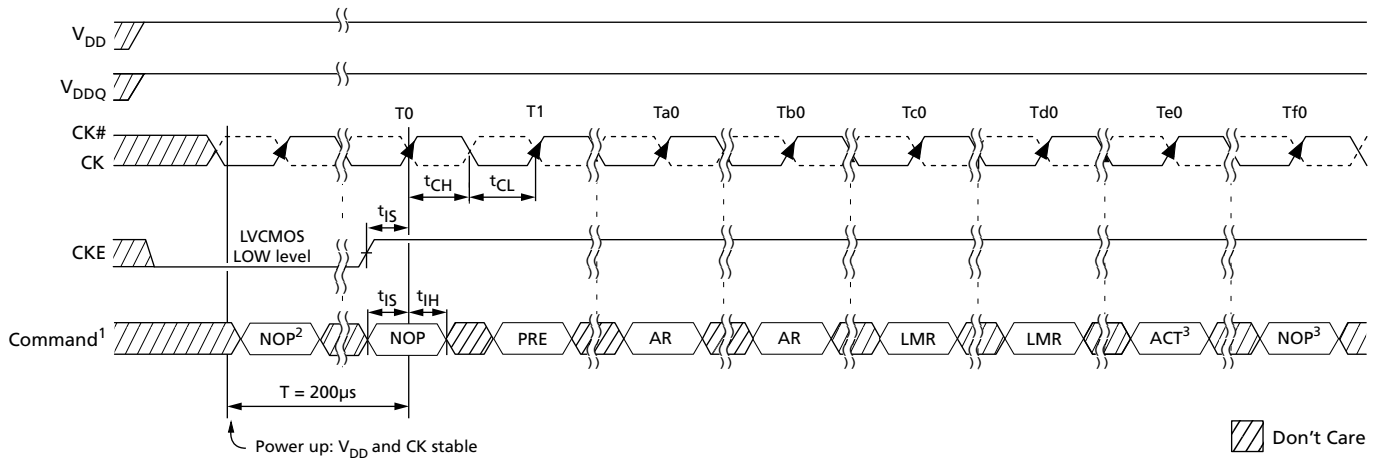 VDD
VDDQ
T0 T1 Ta0 Tb0 Tc0 Td0 Te0 Tf0
CK#
CK
tCH tCL
tIS
LVCMOS
LOW level
CKE
tIS tIH
Command1 NOP2 NOP PRE AR AR LMR LMR ACT3 NOP3
T = 200µs
Power up: VDD and CK stable
Don't Care